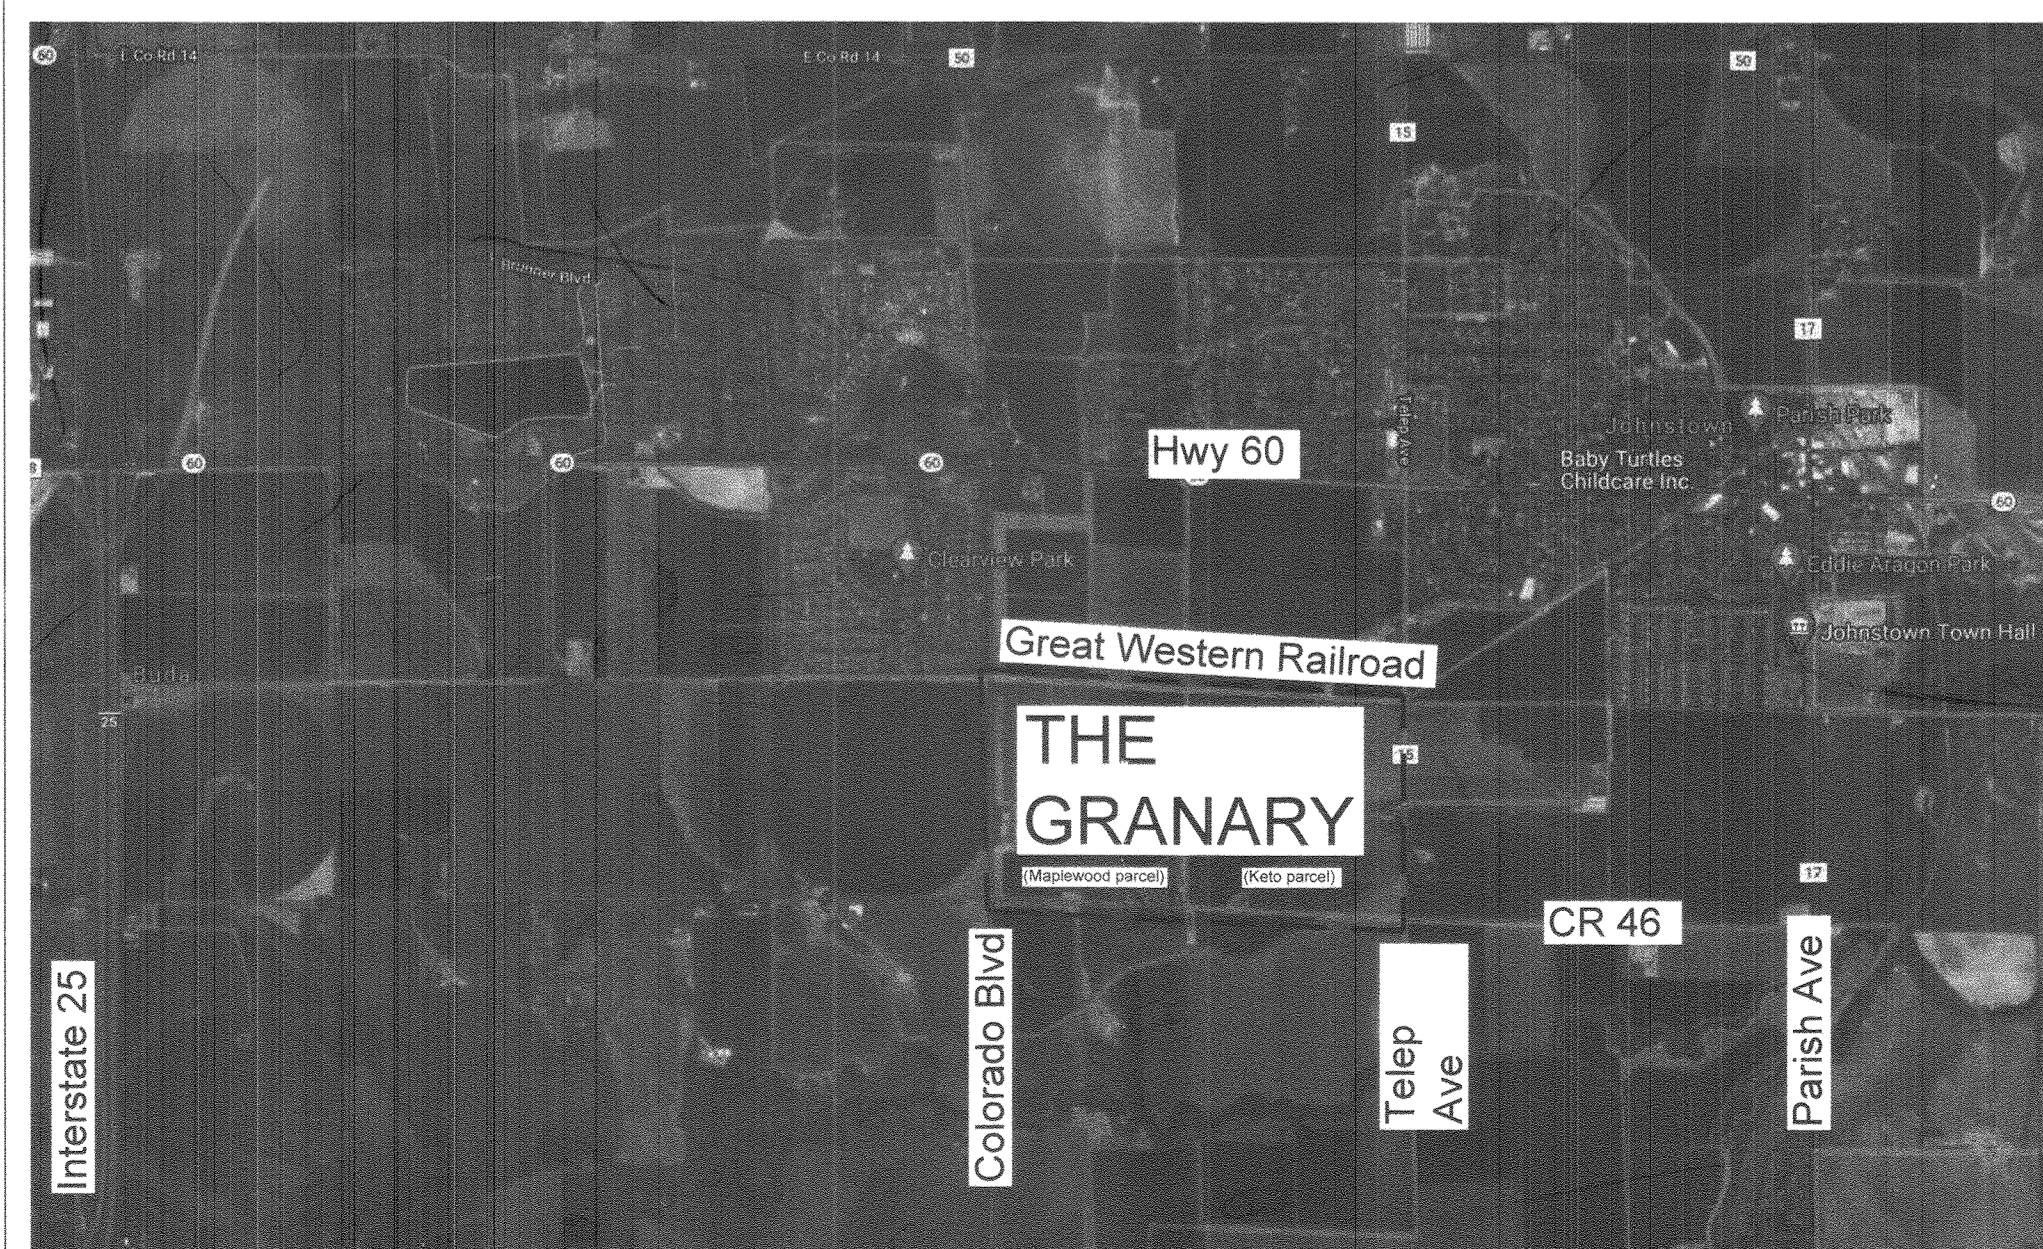 60
E Co Rd 14
E Co Rd 14
50
50
15
Brunner Blvd
17
Telep Ave
Johnstown
Parish Park
Hwy 60
Baby Turtles
Childcare Inc.
60
60
60
60
Clearview Park
Eddie Aragon Park
Great Western Railroad
Johnstown Town Hall
Buda
25
THE
GRANARY
15
(Maplewood parcel)
(Keto parcel)
17
CR 46
Interstate 25
Colorado Blvd
Telep
Ave
Parish Ave